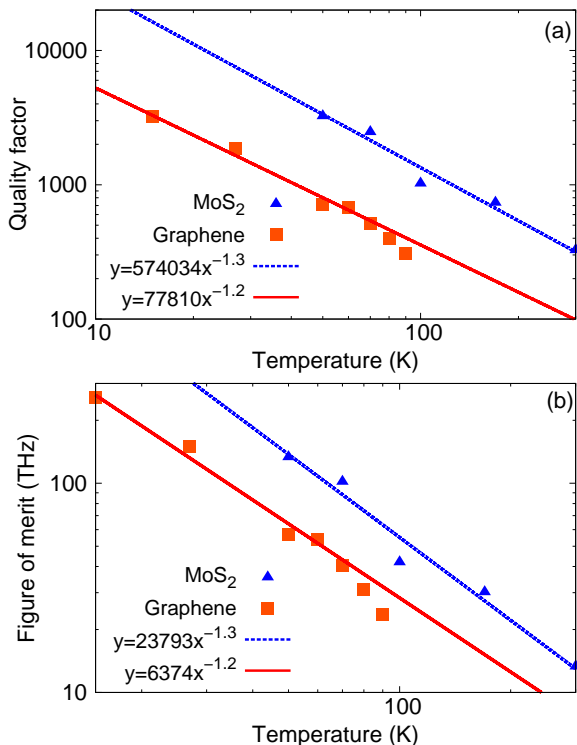 (a)
10000
1000
100
Quality factor
MoS₂
Graphene
y=574034x⁻¹·³
y=77810x⁻¹·²
10
100
Temperature (K)
(b)
100
10
Figure of merit (THz)
MoS₂
Graphene
y=23793x⁻¹·³
y=6374x⁻¹·²
100
Temperature (K)